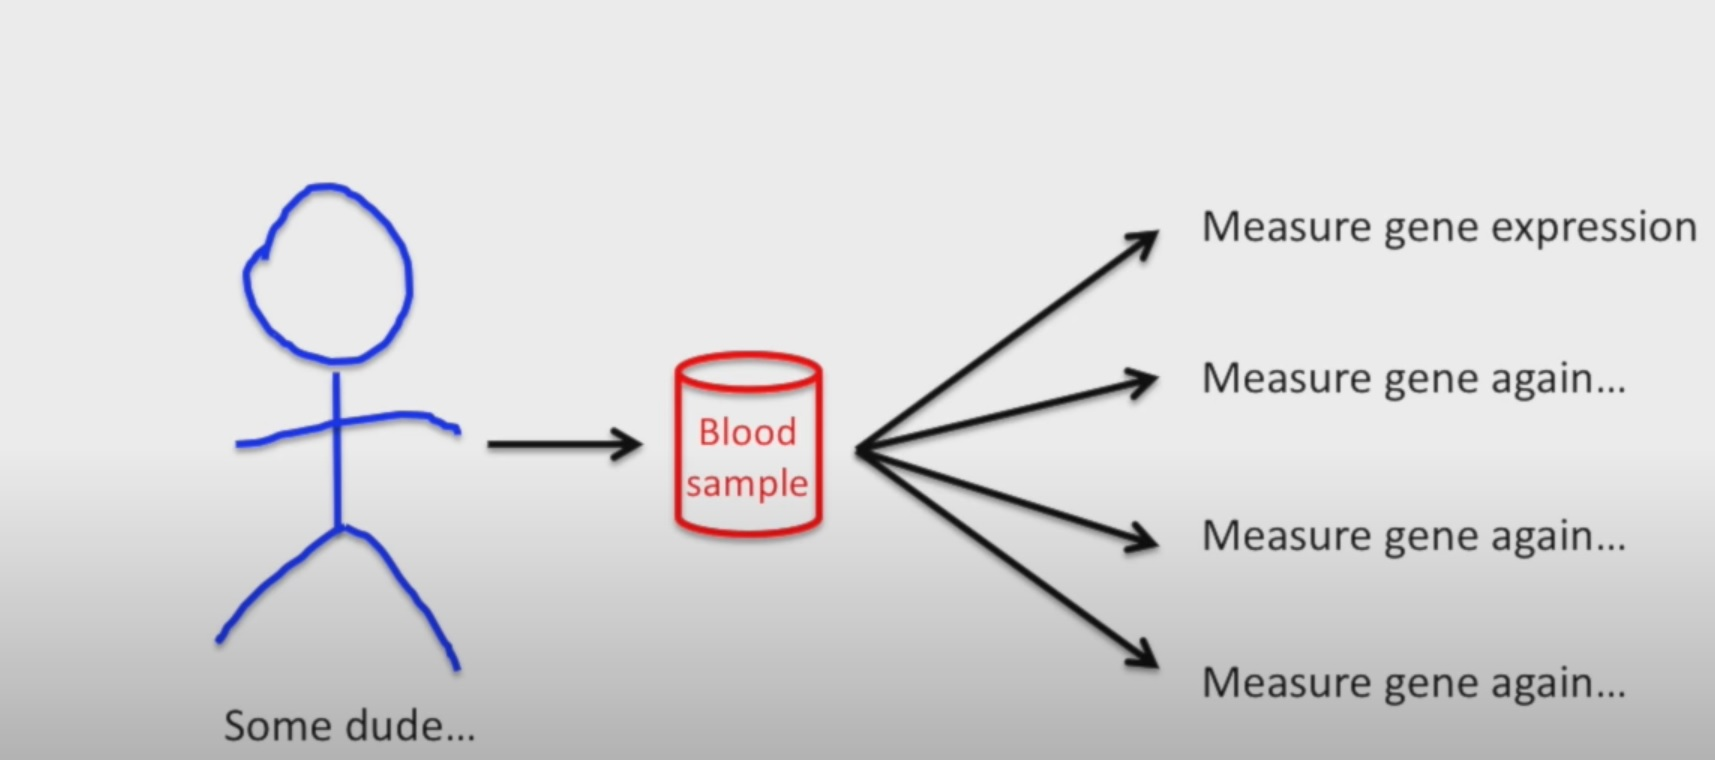 Measure gene expression
Measure gene again...
Blood
sample
Measure gene again...
Measure gene again...
Some dude...